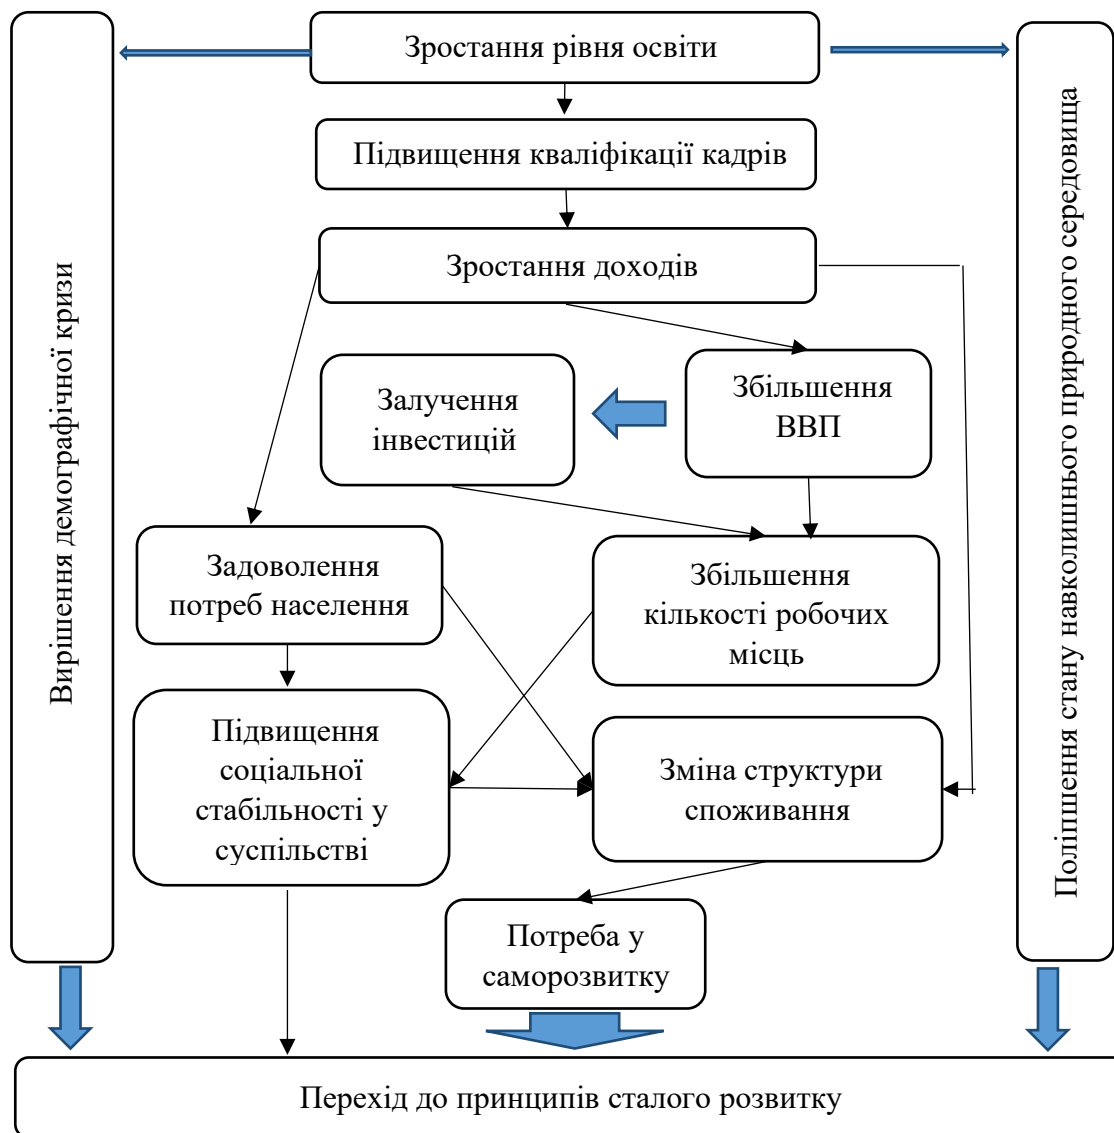 Зростання рівня освіти
Підвищення кваліфікації кадрів
Зростання доходів
Вирішення демографічної кризи
Поліпшення стану навколишнього природного середовища
Залучення
інвестицій
Збільшення
ВВП
Задоволення
потреб населення
Збільшення
кількості робочих
місць
Підвищення
соціальної
стабільності у
суспільстві
Зміна структури
споживання
Потреба у
саморозвитку
Перехід до принципів сталого розвитку